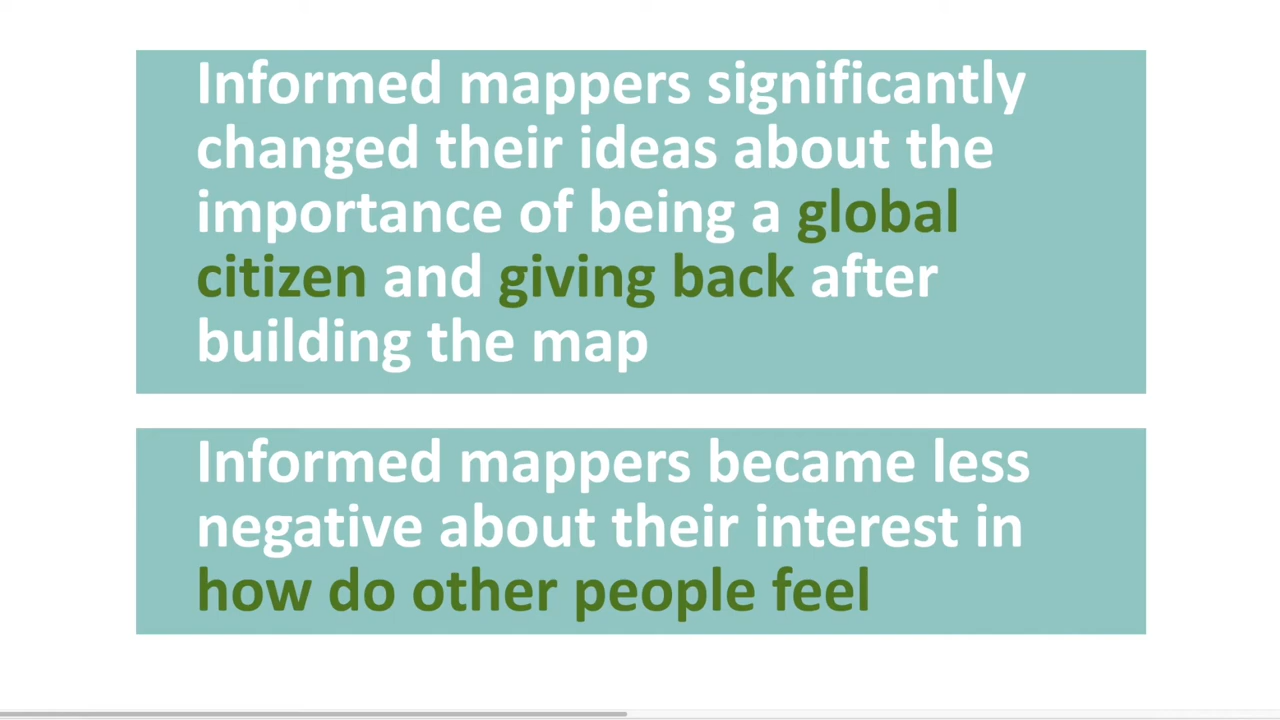 Informed mappers significantly
changed their ideas about the
importance of being a global
citizen and giving back after
building the map
Informed mappers became less
negative about their interest in
how do other people feel